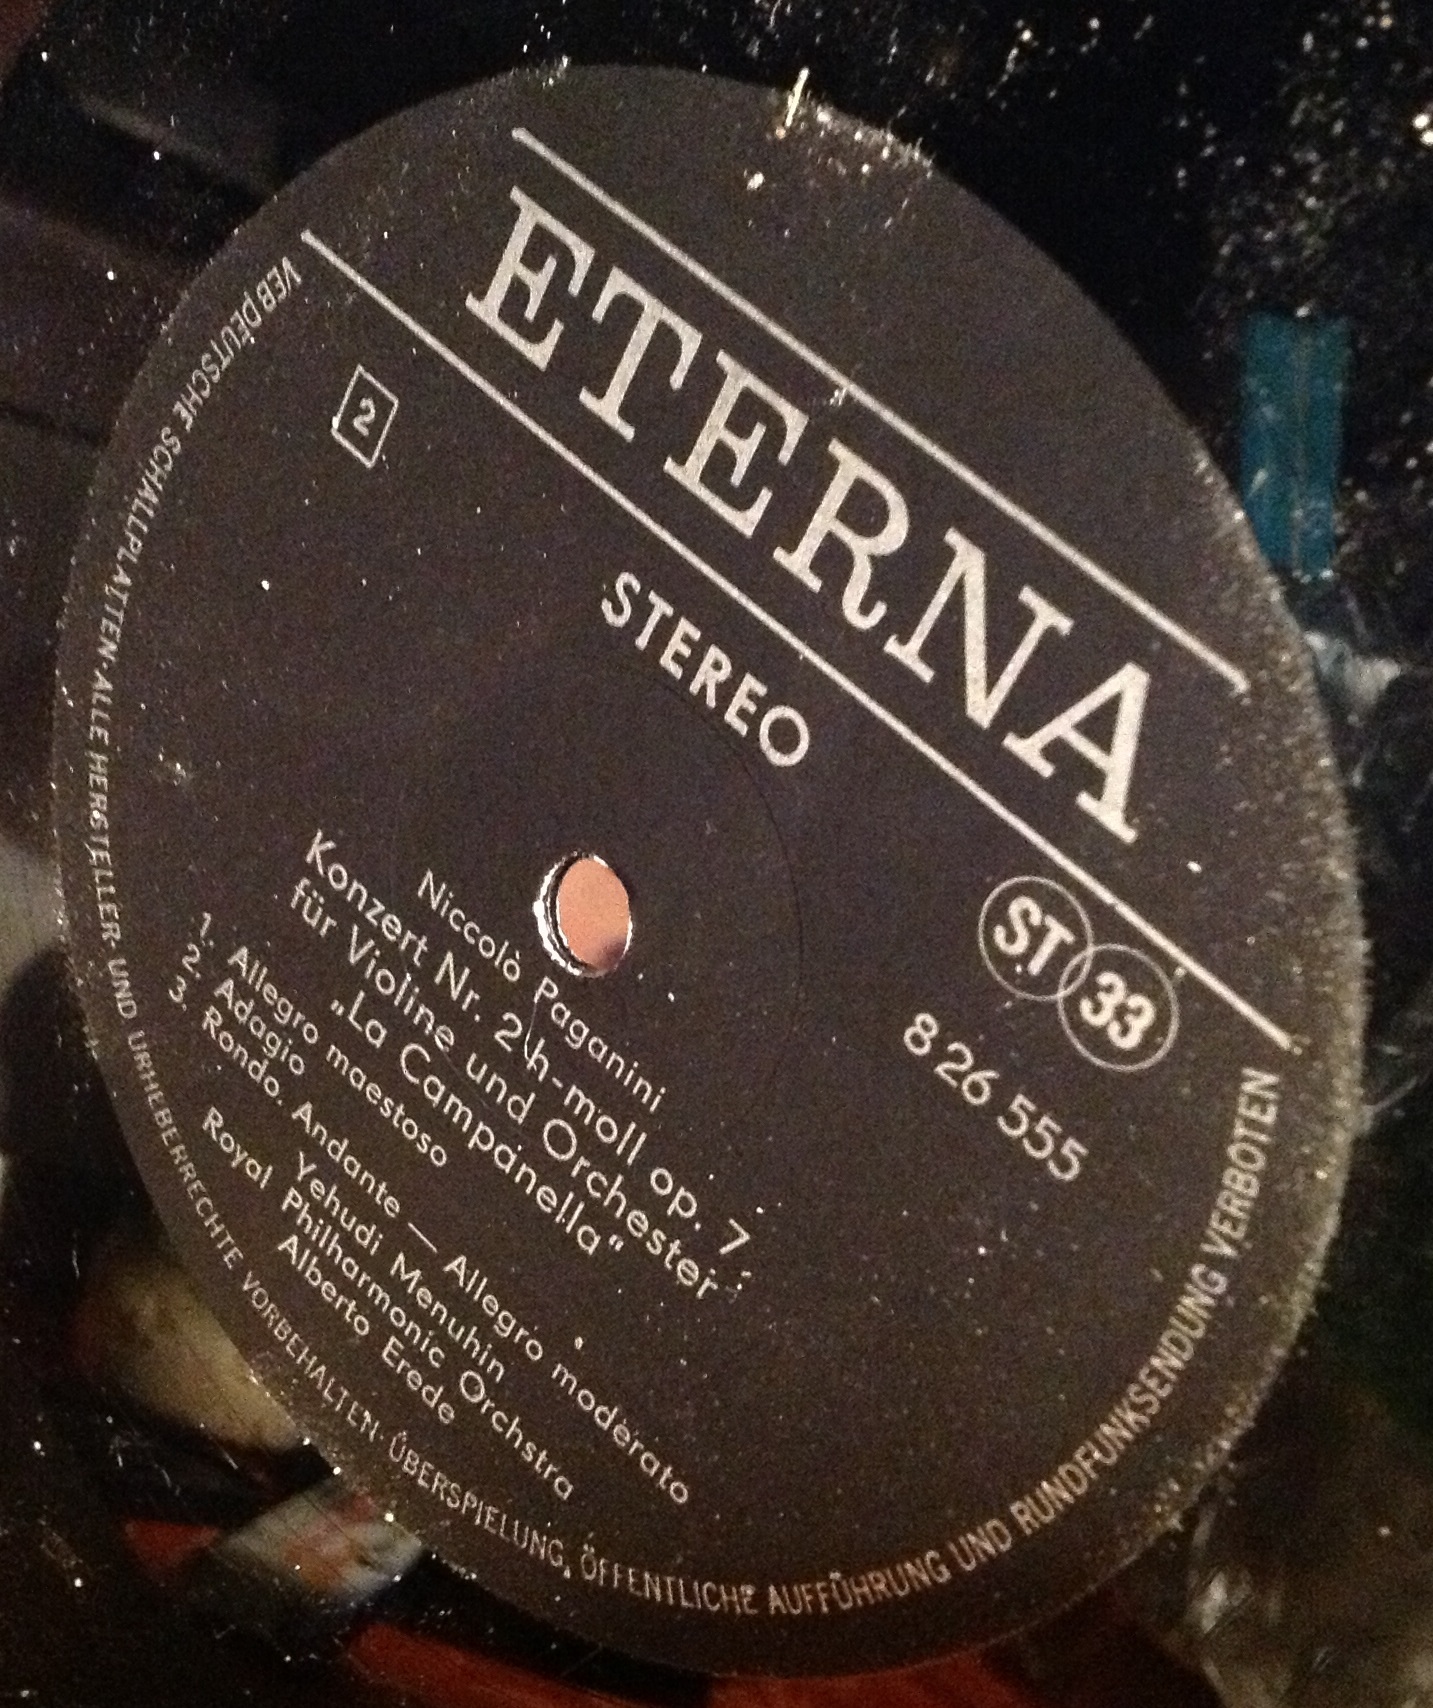 ETERNA
2
STEREO
ST 33
8 26 555
Niccolò Paganini
Konzert Nr. 2 h-moll op. 7
für Violine und Orchester
„La Campanella“
1. Allegro maestoso
2. Adagio
3. Rondo. Andante — Allegro moderato
Yehudi Menuhin
Royal Philharmonic Orchstra
Alberto Erede
VEB DEUTSCHE SCHALLPLATTEN · ALLE HERSTELLER- UND URHEBERRECHTE VORBEHALTEN · ÜBERSPIELUNG, ÖFFENTLICHE AUFFÜHRUNG UND RUNDFUNKSENDUNG VERBOTEN